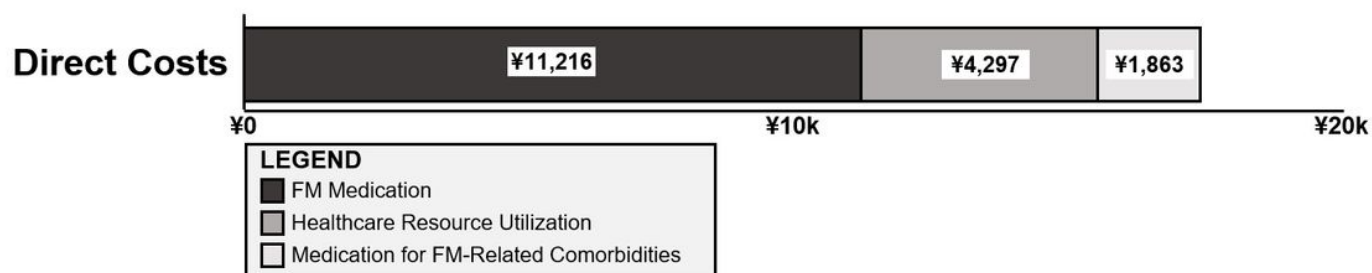 Direct Costs
¥11,216
¥4,297
¥1,863
¥0
¥10k
¥20k
LEGEND
FM Medication
Healthcare Resource Utilization
Medication for FM-Related Comorbidities